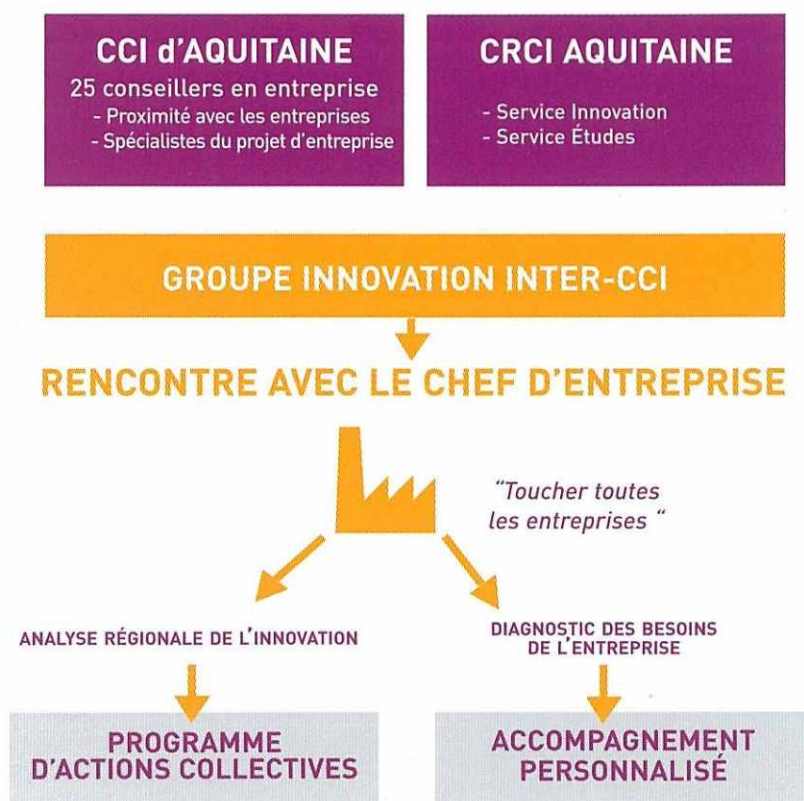 CCI d'AQUITAINE
25 conseillers en entreprise
- Proximité avec les entreprises
- Spécialistes du projet d'entreprise
CRCI AQUITAINE
- Service Innovation
- Service Études
GROUPE INNOVATION INTER-CCI
RENCONTRE AVEC LE CHEF D'ENTREPRISE
"Toucher toutes
les entreprises "
ANALYSE RÉGIONALE DE L'INNOVATION
DIAGNOSTIC DES BESOINS
DE L'ENTREPRISE
PROGRAMME
D'ACTIONS COLLECTIVES
ACCOMPAGNEMENT
PERSONNALISÉ